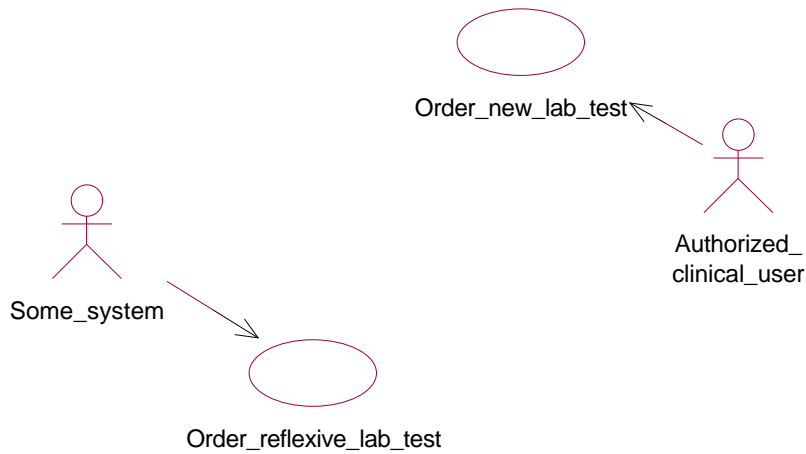 Order_new_lab_test
Authorized_
clinical_user
Some_system
Order_reflexive_lab_test